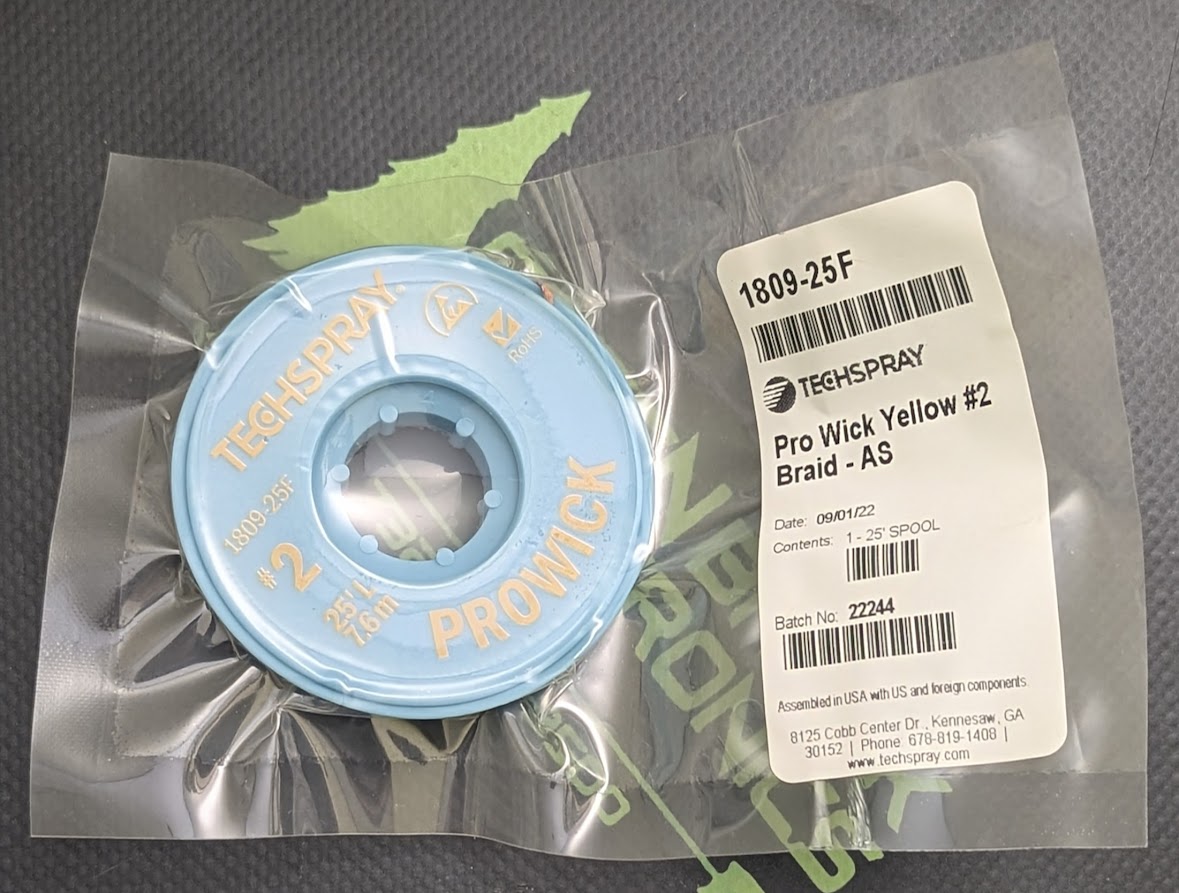 TECHSPRAY®
RoHS
1809-25F
#2
25' L
7.6m
PROWICK
1809-25F
TECHSPRAY
Pro Wick Yellow #2
Braid - AS
Date: 09/01/22
Contents: 1 - 25' SPOOL
Batch No: 22244
Assembled in USA with US and foreign components.
8125 Cobb Center Dr., Kennesaw, GA
30152 | Phone 678-819-1408 |
www.techspray.com